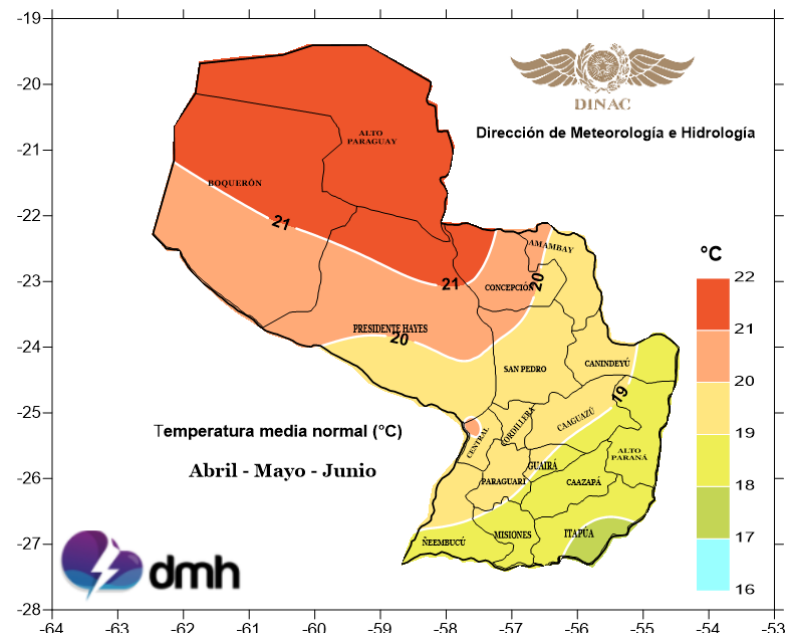 -19
-20
-21
-22
-23
-24
-25
-26
-27
-28
-64
-63
-62
-61
-60
-59
-58
-57
-56
-55
-54
-53
DINAC
Dirección de Meteorología e Hidrología
ALTO
PARAGUAY
BOQUERÓN
21
AMAMBAY
21
CONCEPCIÓN
20
PRESIDENTE HAYES
20
SAN PEDRO
CANINDEYÚ
19
CORDILLERA
CAAGUAZÚ
CENTRAL
GUAIRÁ
ALTO
PARANÁ
PARAGUARI
CAAZAPÁ
ÑEEMBUCÚ
MISIONES
ITAPÚA
Temperatura media normal (°C)
Abril - Mayo - Junio
°C
22
21
20
19
18
17
16
dmh